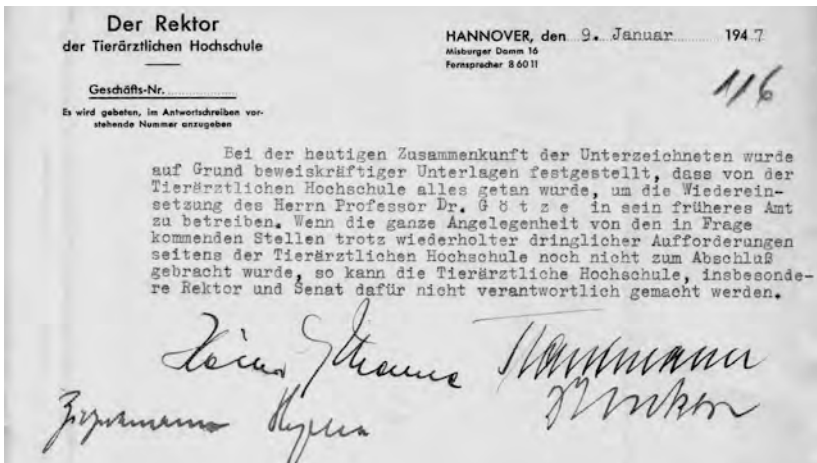 Der Rektor
der Tierärztlichen Hochschule
Geschäfts-Nr.
Es wird gebeten, im Antwortschreiben vor-
stehende Nummer anzugeben
HANNOVER, den 9. Januar 1947
Misburger Damm 16
Fernsprecher 8 60 11
116
Bei der heutigen Zusammenkunft der Unterzeichneten wurde
auf Grund beweiskräftiger Unterlagen festgestellt, dass von der
Tierärztlichen Hochschule alles getan wurde, um die Wiederein-
setzung des Herrn Professor Dr. G ö t z e in sein früheres Amt
zu betreiben. Wenn die ganze Angelegenheit von den in Frage
kommenden Stellen trotz wiederholter dringlicher Aufforderungen
seitens der Tierärztlichen Hochschule noch nicht zum Abschluß
gebracht wurde, so kann die Tierärztliche Hochschule, insbesonde-
re Rektor und Senat dafür nicht verantwortlich gemacht werden.